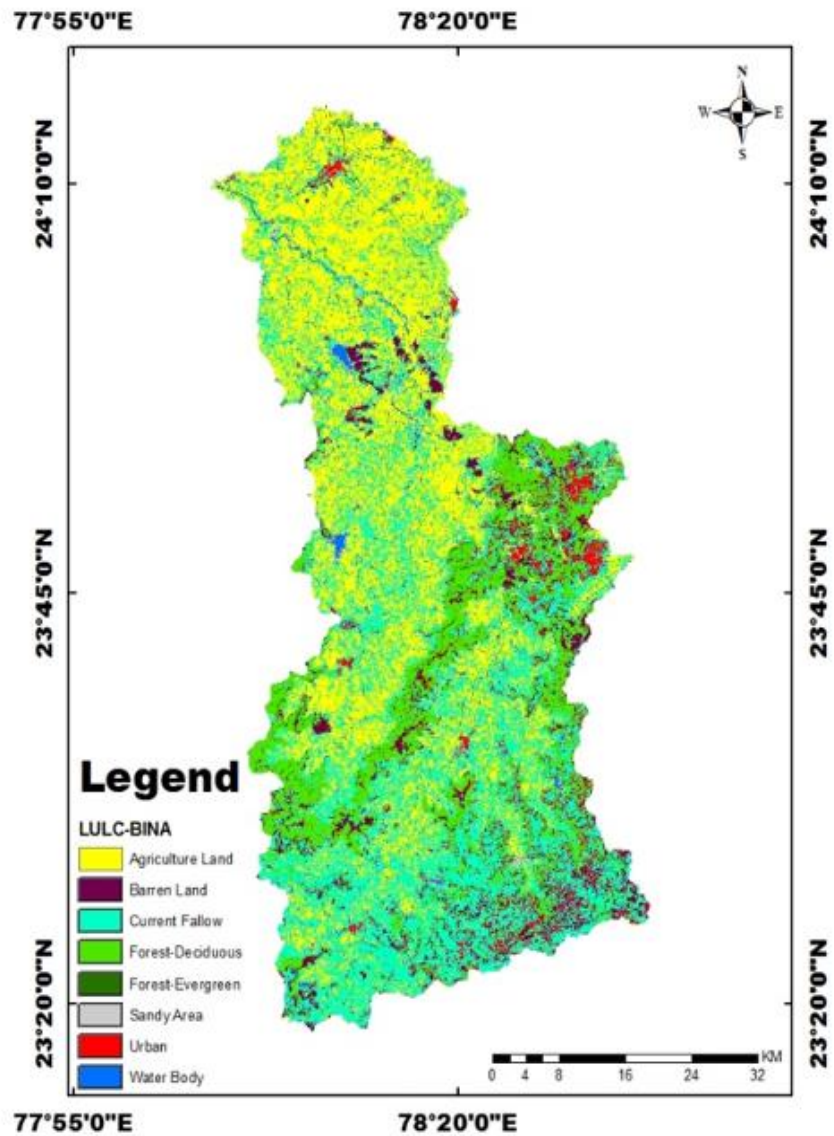 77°55'0"E 78°20'0"E
N
W E
S
24°10'0"N 24°10'0"N
23°45'0"N 23°45'0"N
Legend
LULC-BINA
Agriculture Land
Barren Land
Current Fallow
Forest-Deciduous
Forest-Evergreen
Sandy Area
Urban
Water Body
23°20'0"N 23°20'0"N
KM
0 4 8 16 24 32
77°55'0"E 78°20'0"E